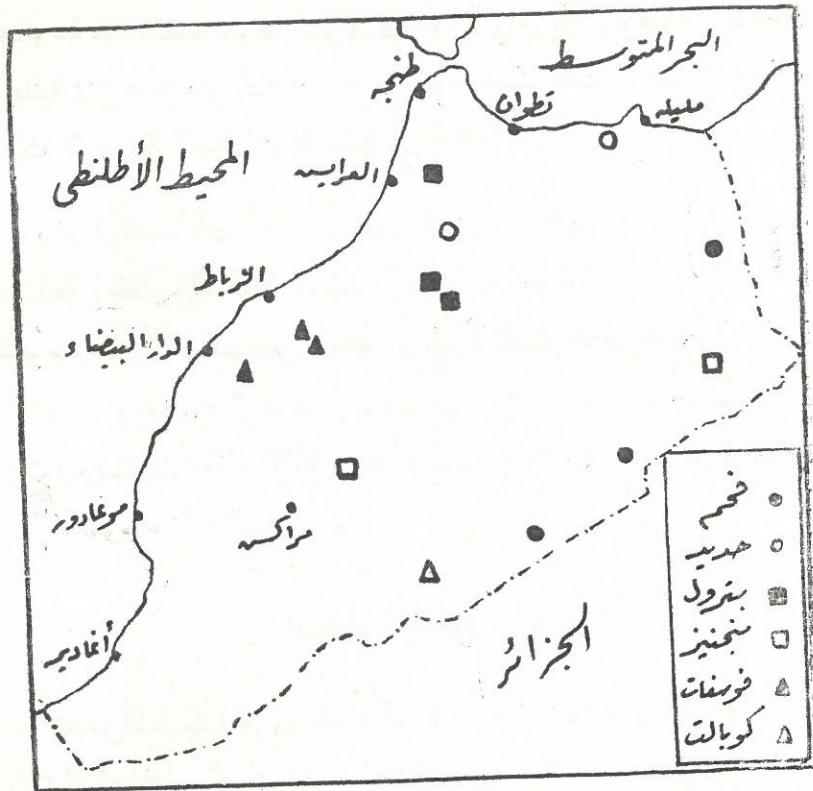 البحر المتوسط
طنجه
تطوان
مليله
المحيط الأطلنطى
العرايس
الرباط
الدار البيضاء
موغادور
مراكش
أغادير
الجزائر
فحم
حديد
بترول
منجنيز
فوسفات
كوبالت